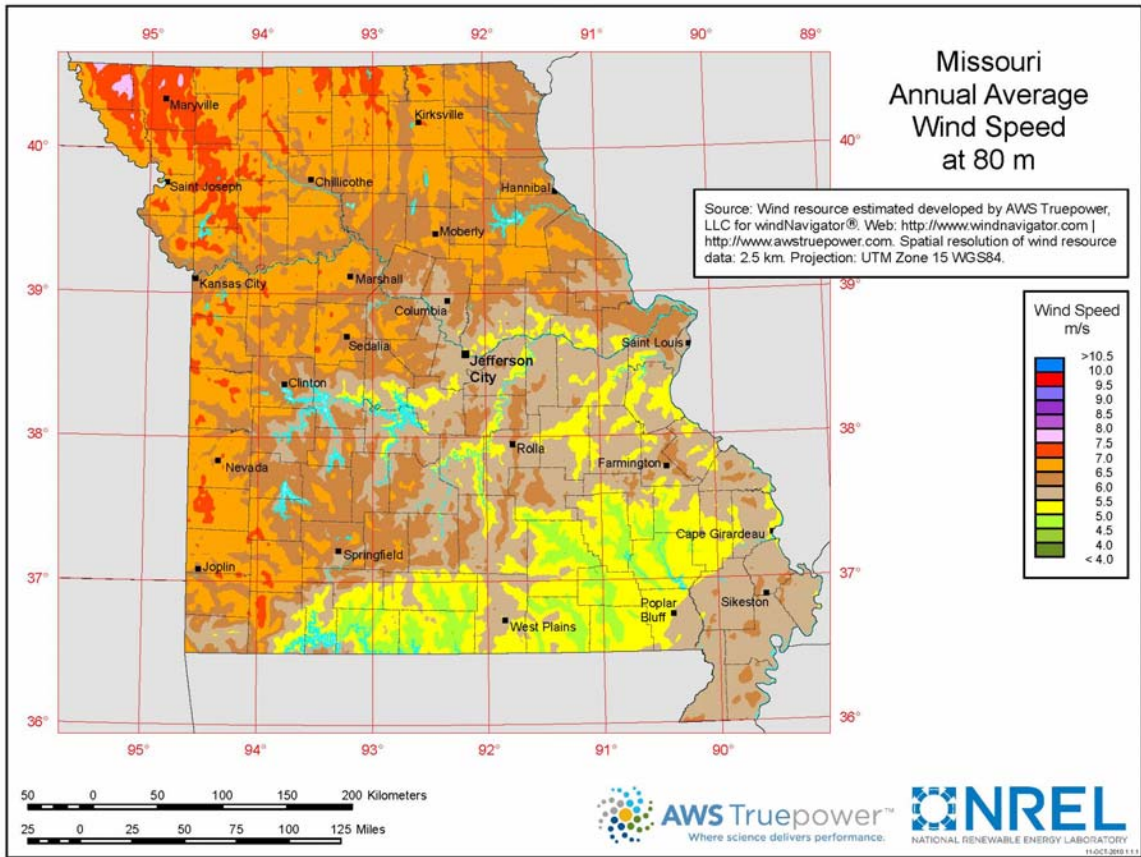 Missouri
Annual Average
Wind Speed
at 80 m
Source: Wind resource estimated developed by AWS Truepower,
LLC for windNavigator®. Web: http://www.windnavigator.com |
http://www.awstruepower.com. Spatial resolution of wind resource
data: 2.5 km. Projection: UTM Zone 15 WGS84.
Wind Speed
m/s
>10.5
10.0
9.5
9.0
8.5
8.0
7.5
7.0
6.5
6.0
5.5
5.0
4.5
4.0
< 4.0
95° 94° 93° 92° 91° 90° 89°
Maryville
Kirksville
40° 40°
Saint Joseph
Chillicothe
Hannibal
Moberly
Kansas City
Marshall
39° 39°
Columbia
Sedalia
Saint Louis
Jefferson
City
Clinton
38° 38°
Rolla
Nevada
Farmington
Cape Girardeau
Springfield
Joplin
37° 37°
Sikeston
Poplar
Bluff
West Plains
36° 36°
95° 94° 93° 92° 91° 90°
50 0 50 100 150 200 Kilometers
25 0 25 50 75 100 125 Miles
AWS Truepower™
Where science delivers performance.
NREL
NATIONAL RENEWABLE ENERGY LABORATORY
11-OCT-2010 1.1.1